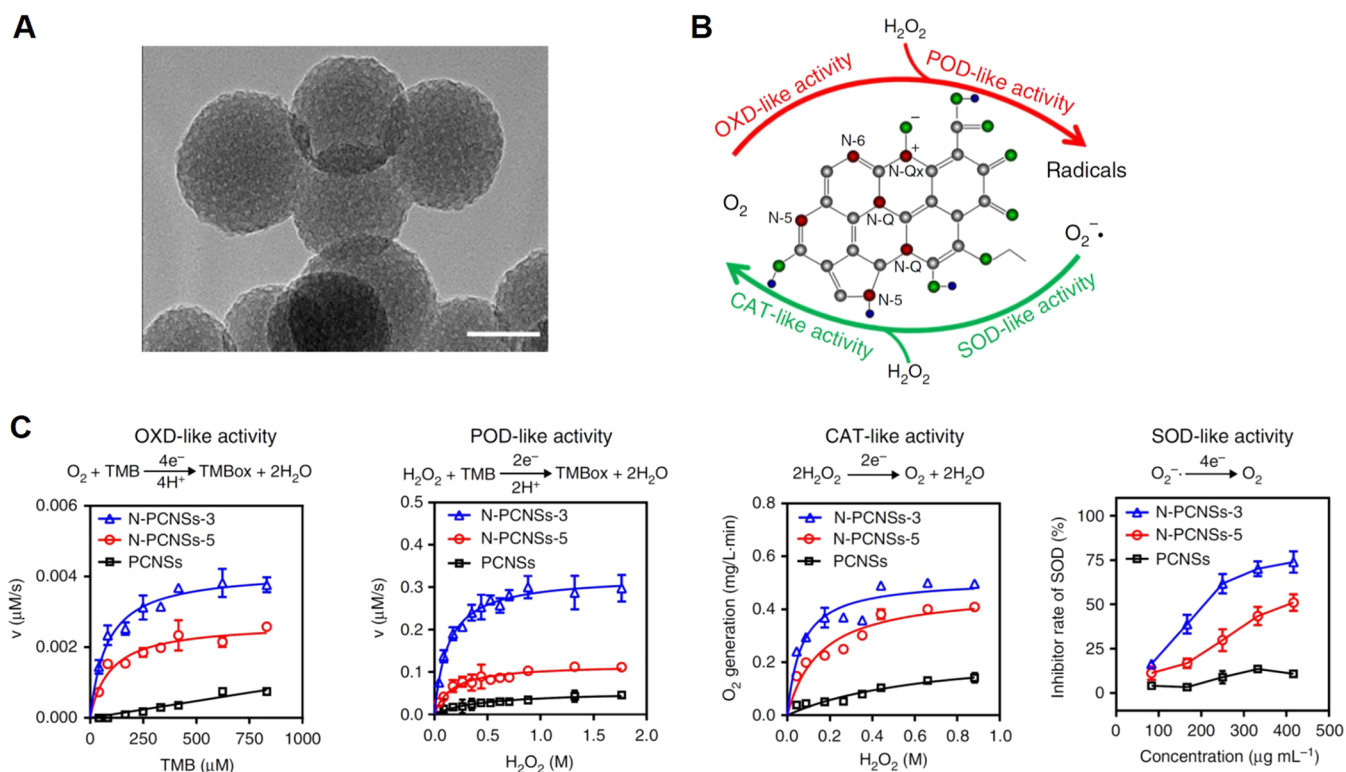 A
B
H₂O₂
OXD-like activity
POD-like activity
−
+
N-6
N-Qx
Radicals
O₂
N-Q
N-5
O₂⁻•
N-Q
N-5
CAT-like activity
SOD-like activity
H₂O₂
C
OXD-like activity
4e⁻
O₂ + TMB → TMBox + 2H₂O
4H⁺
0.006
0.004
0.002
0.000
v (μM/s)
N-PCNSs-3
N-PCNSs-5
PCNSs
0 250 500 750 1000
TMB (μM)
POD-like activity
2e⁻
H₂O₂ + TMB → TMBox + 2H₂O
2H⁺
0.5
0.4
0.3
0.2
0.1
0.0
v (μM/s)
N-PCNSs-3
N-PCNSs-5
PCNSs
0.0 0.5 1.0 1.5 2.0
H₂O₂ (M)
CAT-like activity
2e⁻
2H₂O₂ → O₂ + 2H₂O
0.8
0.6
0.4
0.2
0.0
O₂ generation (mg/L·min)
N-PCNSs-3
N-PCNSs-5
PCNSs
0.0 0.2 0.4 0.6 0.8 1.0
H₂O₂ (M)
SOD-like activity
4e⁻
O₂⁻· → O₂
100
75
50
25
0
Inhibitor rate of SOD (%)
N-PCNSs-3
N-PCNSs-5
PCNSs
0 100 200 300 400 500
Concentration (μg mL⁻¹)